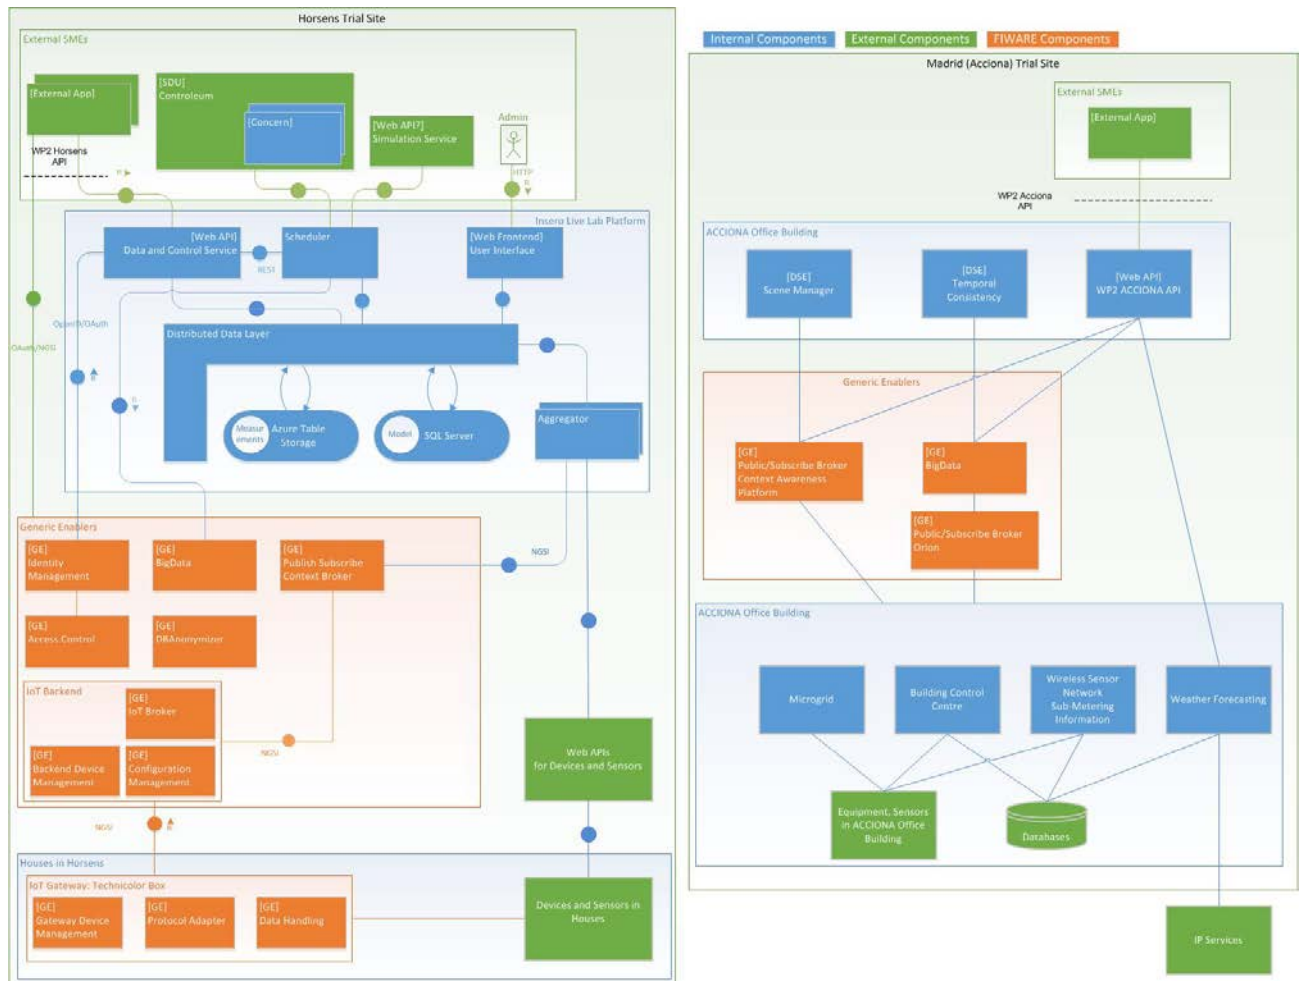 Horsens Trial Site
External SMEs
[External App]
[SDU]
Controleum
[Concern]
[Web API?]
Simulation Service
Admin
WP2 Horsens
API
R
HTTP
R
Insero Live Lab Platform
[Web API]
Data and Control Service
REST
Scheduler
[Web Frontend]
User Interface
OpenID/OAuth
OAuth/NGSI
R
R
Distributed Data Layer
Measur
ements
Azure Table
Storage
Model
SQL Server
Aggregator
Generic Enablers
[GE]
Identity
Management
[GE]
BigData
[GE]
Publish Subscribe
Context Broker
NGSI
[GE]
Access Control
[GE]
DBAnonymizer
IoT Backend
[GE]
IoT Broker
[GE]
Backend Device
Management
[GE]
Configuration
Management
NGSI
NGSI
R
Web APIs
for Devices and Sensors
Houses in Horsens
IoT Gateway: Technicolor Box
[GE]
Gateway Device
Management
[GE]
Protocol Adapter
[GE]
Data Handling
Devices and Sensors in
Houses
Internal Components
External Components
FIWARE Components
Madrid (Acciona) Trial Site
External SMEs
[External App]
WP2 Acciona
API
ACCIONA Office Building
[DSE]
Scene Manager
[DSE]
Temporal
Consistency
[Web API]
WP2 ACCIONA API
Generic Enablers
[GE]
Public/Subscribe Broker
Context Awareness
Platform
[GE]
BigData
[GE]
Public/Subscribe Broker
Orion
ACCIONA Office Building
Microgrid
Building Control
Centre
Wireless Sensor
Network
Sub-Metering
Information
Weather Forecasting
Equipment, Sensors
in ACCIONA Office
Building
Databases
IP Services